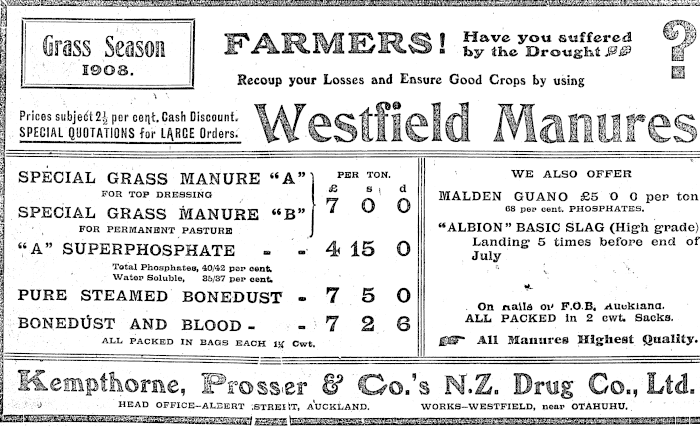 Grass Season
1908.
FARMERS!
Have you suffered
by the Drought
?
Recoup your Losses and Ensure Good Crops by using
Prices subject 2½ per cent. Cash Discount.
SPECIAL QUOTATIONS for LARGE Orders.
Westfield Manures
PER TON.
£ s d
SPECIAL GRASS MANURE "A"
FOR TOP DRESSING
SPECIAL GRASS MANURE "B"
FOR PERMANENT PASTURE
7 0 0
"A" SUPERPHOSPHATE - - 4 15 0
Total Phosphates, 40/42 per cent.
Water Soluble, 35/37 per cent.
PURE STEAMED BONEDUST - - 7 5 0
BONEDUST AND BLOOD - - 7 2 6
ALL PACKED IN BAGS EACH 1¼ Cwt.
WE ALSO OFFER
MALDEN GUANO £5 0 0 per ton
68 per cent. PHOSPHATES.
"ALBION" BASIC SLAG (High grade)
Landing 5 times before end of
July
On Rails or F.O.B. Auckland.
ALL PACKED in 2 cwt. Sacks.
All Manures Highest Quality.
Kempthorne, Prosser & Co.'s N.Z. Drug Co., Ltd.
HEAD OFFICE-ALBERT STREET, AUCKLAND. WORKS-WESTFIELD, near OTAHUHU.